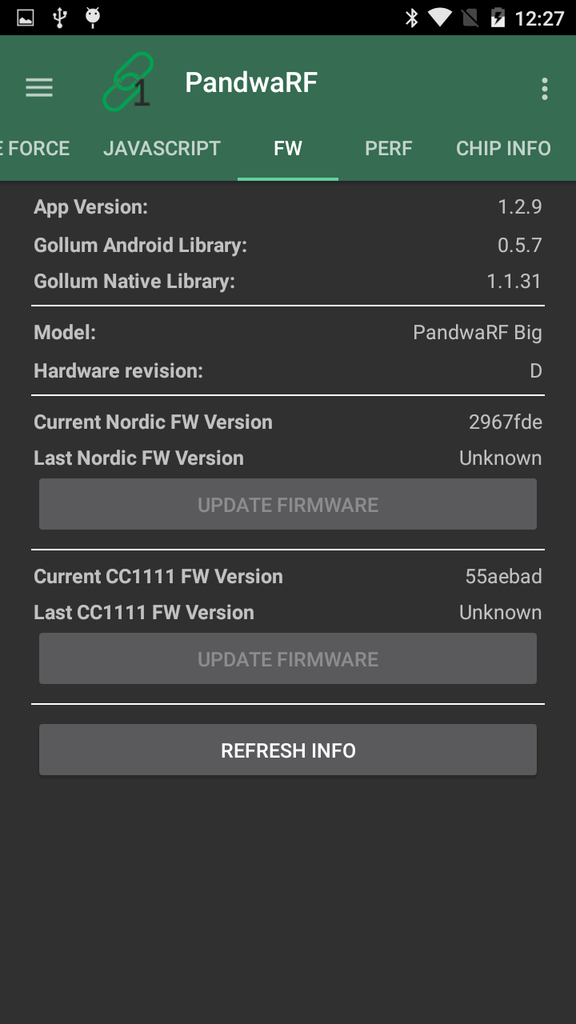 12:27
1
PandwaRF
E FORCE JAVASCRIPT FW PERF CHIP INFO
App Version: 1.2.9
Gollum Android Library: 0.5.7
Gollum Native Library: 1.1.31
Model: PandwaRF Big
Hardware revision: D
Current Nordic FW Version 2967fde
Last Nordic FW Version Unknown
UPDATE FIRMWARE
Current CC1111 FW Version 55aebad
Last CC1111 FW Version Unknown
UPDATE FIRMWARE
REFRESH INFO